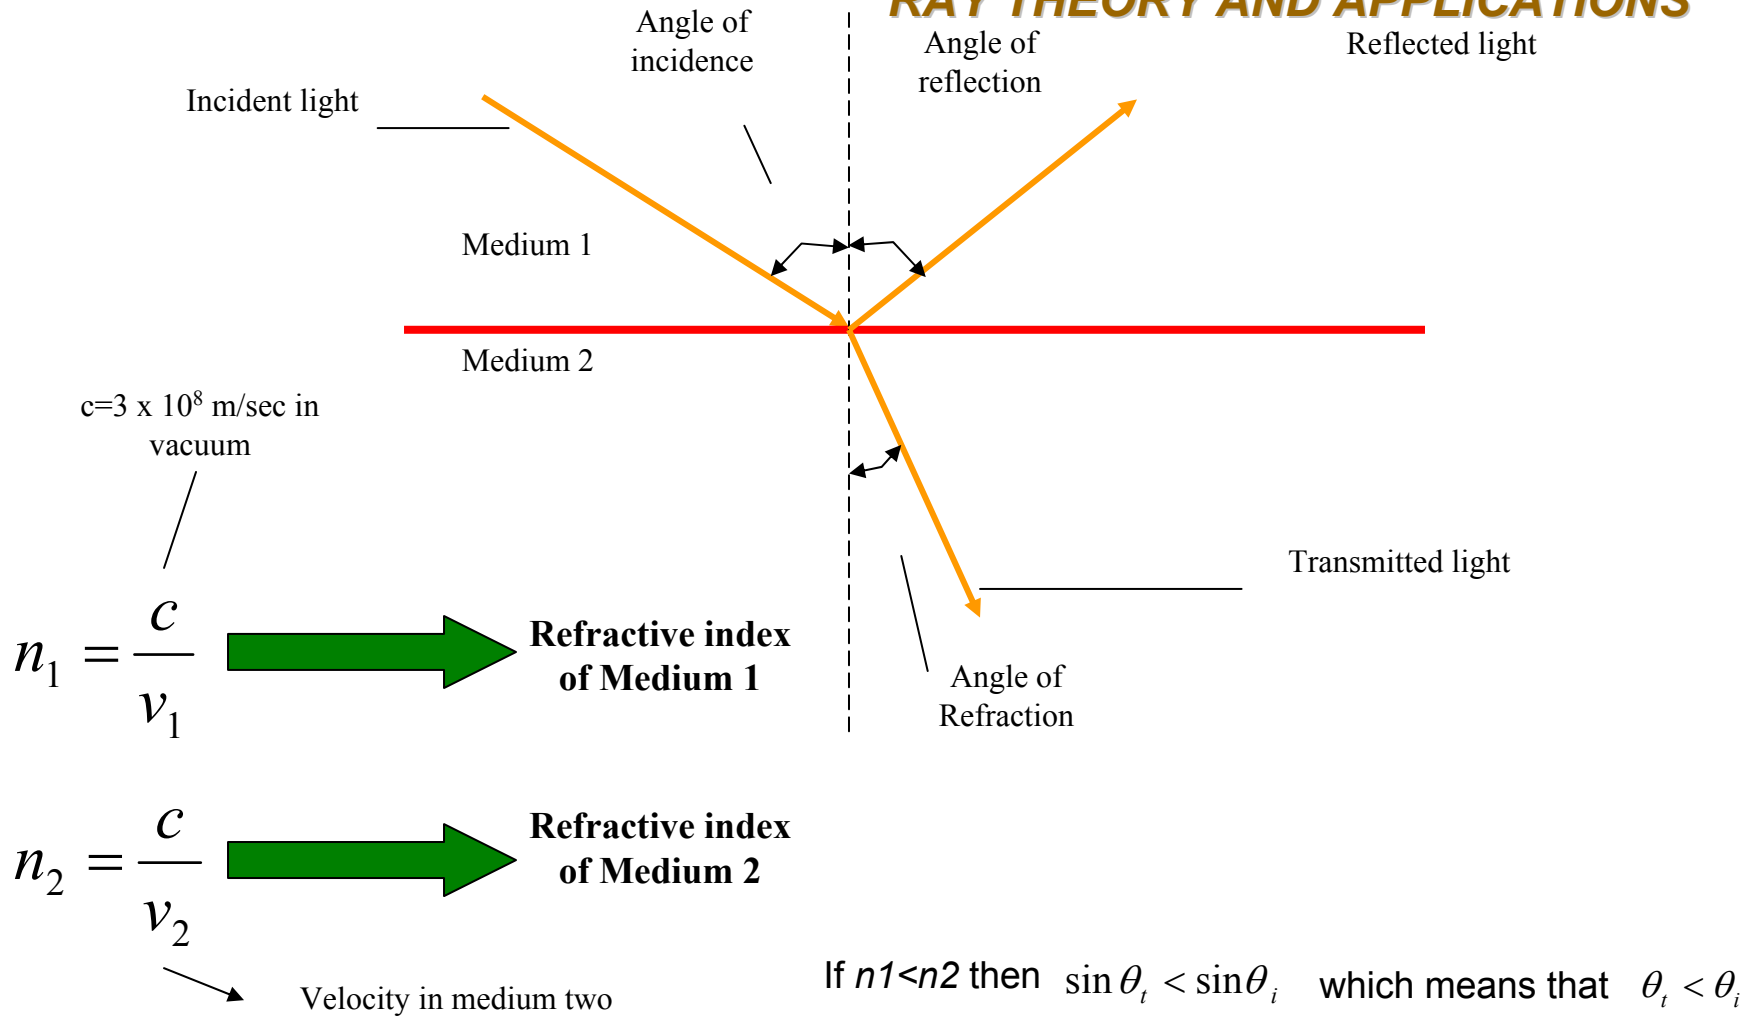 RAY THEORY AND APPLICATIONS
Angle of
incidence
Angle of
reflection
Reflected light
Incident light
Medium 1
Medium 2
c=3 x 10⁸ m/sec in
vacuum
Transmitted light
n₁ = c/v₁
Refractive index
of Medium 1
Angle of
Refraction
n₂ = c/v₂
Refractive index
of Medium 2
Velocity in medium two
If n1<n2 then sin θₜ < sin θᵢ which means that θₜ < θᵢ